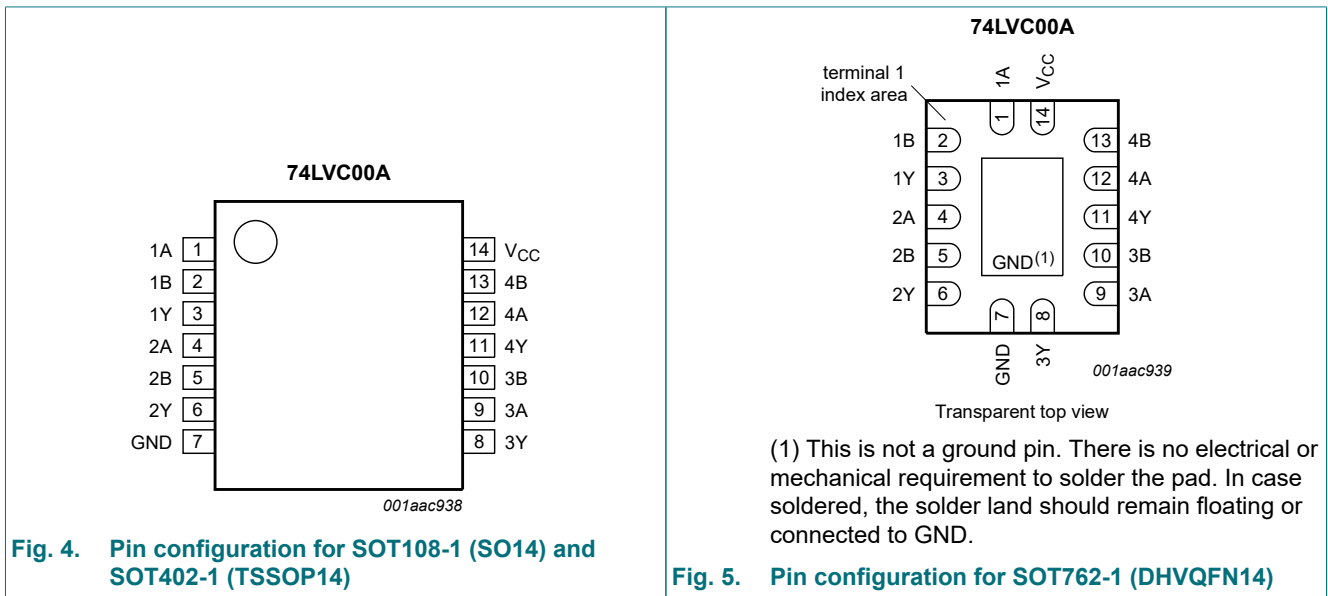 74LVC00A
1A 1
1B 2
1Y 3
2A 4
2B 5
2Y 6
GND 7
14 VCC
13 4B
12 4A
11 4Y
10 3B
9 3A
8 3Y
001aac938
Fig. 4. Pin configuration for SOT108-1 (SO14) and
SOT402-1 (TSSOP14)
74LVC00A
terminal 1
index area
1A
VCC
1
14
1B 2
1Y 3
2A 4
2B 5
2Y 6
13 4B
12 4A
11 4Y
10 3B
9 3A
GND(1)
7
8
GND
3Y
001aac939
Transparent top view
(1) This is not a ground pin. There is no electrical or
mechanical requirement to solder the pad. In case
soldered, the solder land should remain floating or
connected to GND.
Fig. 5. Pin configuration for SOT762-1 (DHVQFN14)